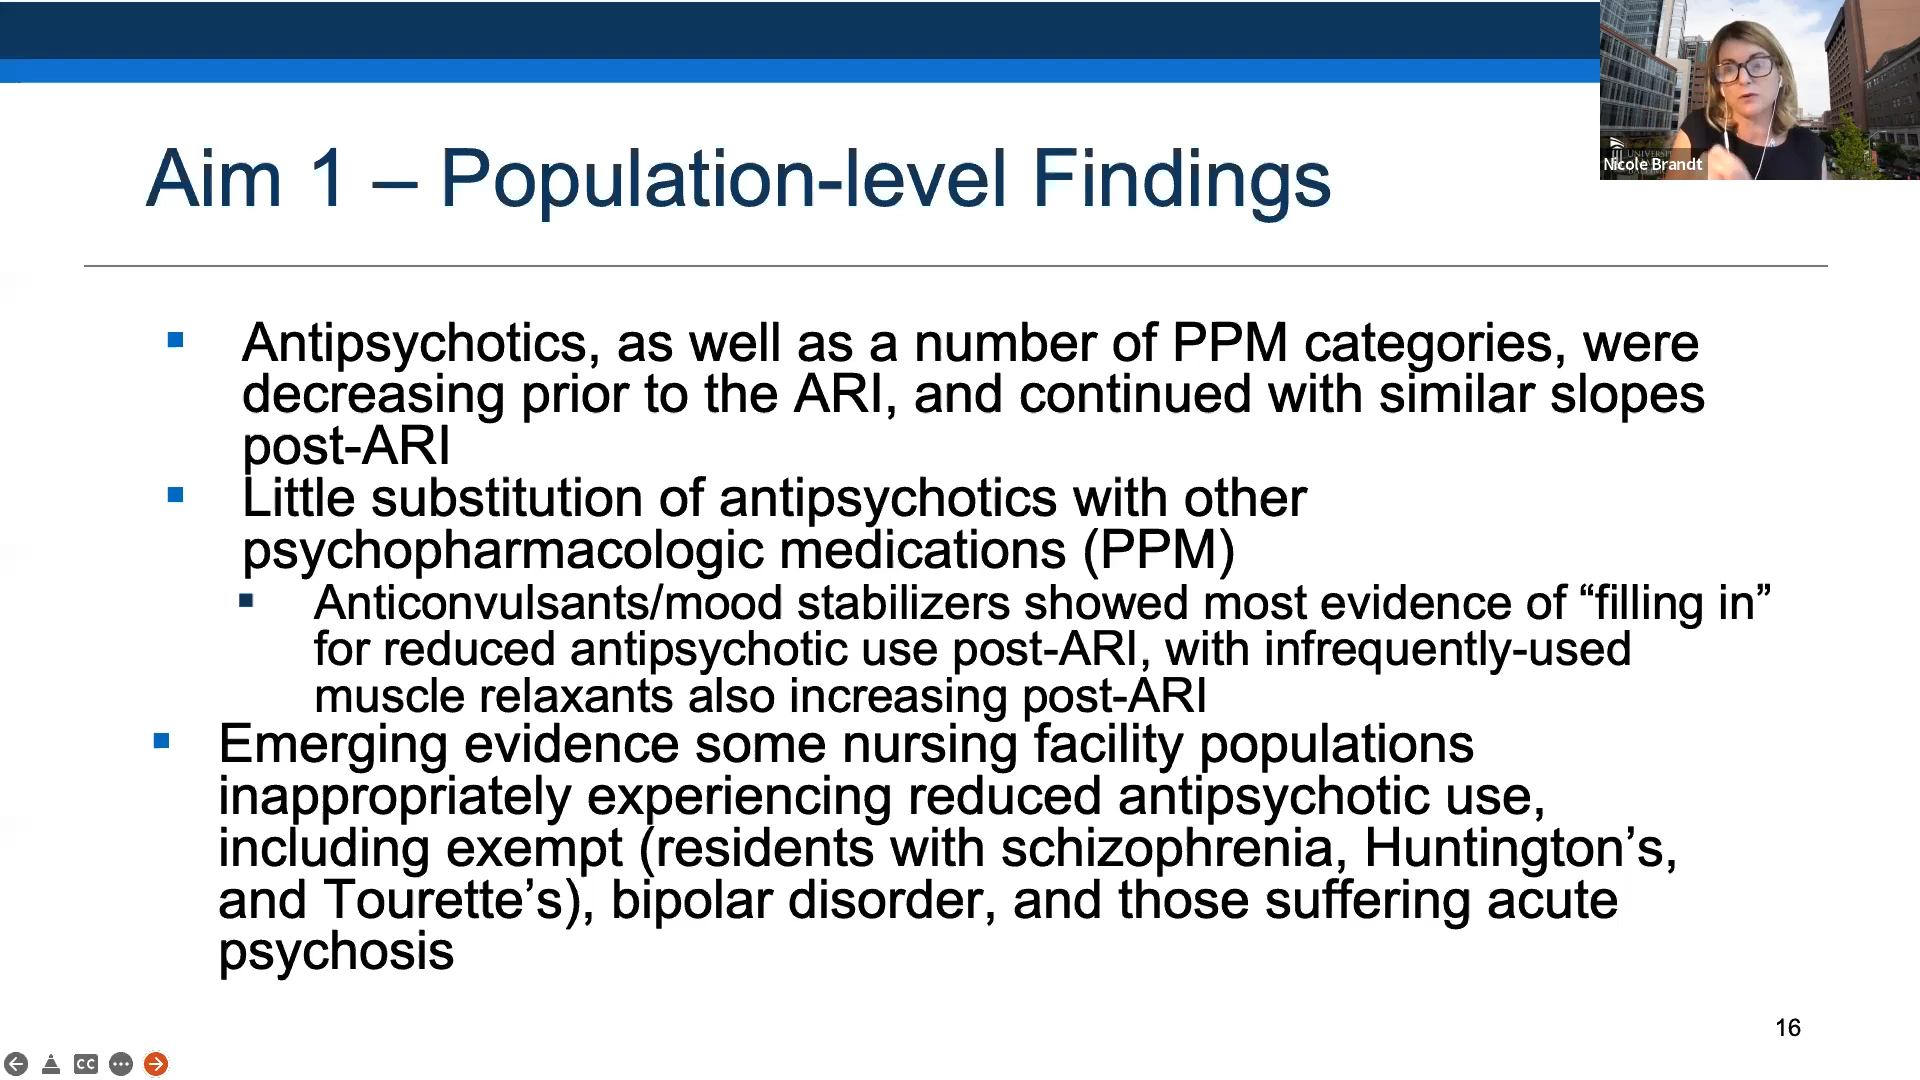 Aim 1 – Population-level Findings
Antipsychotics, as well as a number of PPM categories, were
decreasing prior to the ARI, and continued with similar slopes
post-ARI
Little substitution of antipsychotics with other
psychopharmacologic medications (PPM)
Anticonvulsants/mood stabilizers showed most evidence of “filling in”
for reduced antipsychotic use post-ARI, with infrequently-used
muscle relaxants also increasing post-ARI
Emerging evidence some nursing facility populations
inappropriately experiencing reduced antipsychotic use,
including exempt (residents with schizophrenia, Huntington’s,
and Tourette’s), bipolar disorder, and those suffering acute
psychosis
Nicole Brandt
16
CC